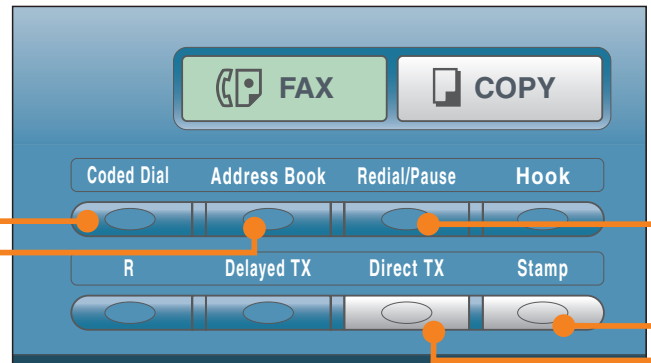 FAX COPY
Coded Dial Address Book Redial/Pause Hook
R Delayed TX Direct TX Stamp